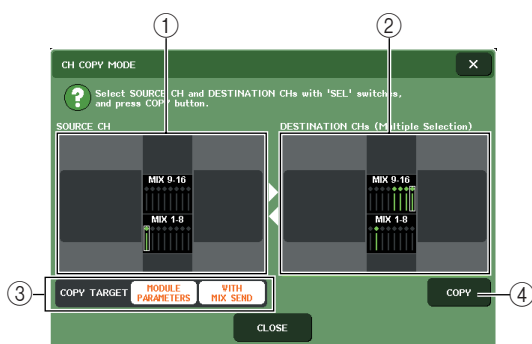 ① ②
CH COPY MODE ×
? Select SOURCE CH and DESTINATION CHs with 'SEL' switches,
and press COPY button.
SOURCE CH DESTINATION CHs (Multiple Selection)
MIX 9-16 MIX 9-16
MIX 1-8 MIX 1-8
③ COPY TARGET MODULE PARAMETERS WITH MIX SEND COPY ④
CLOSE